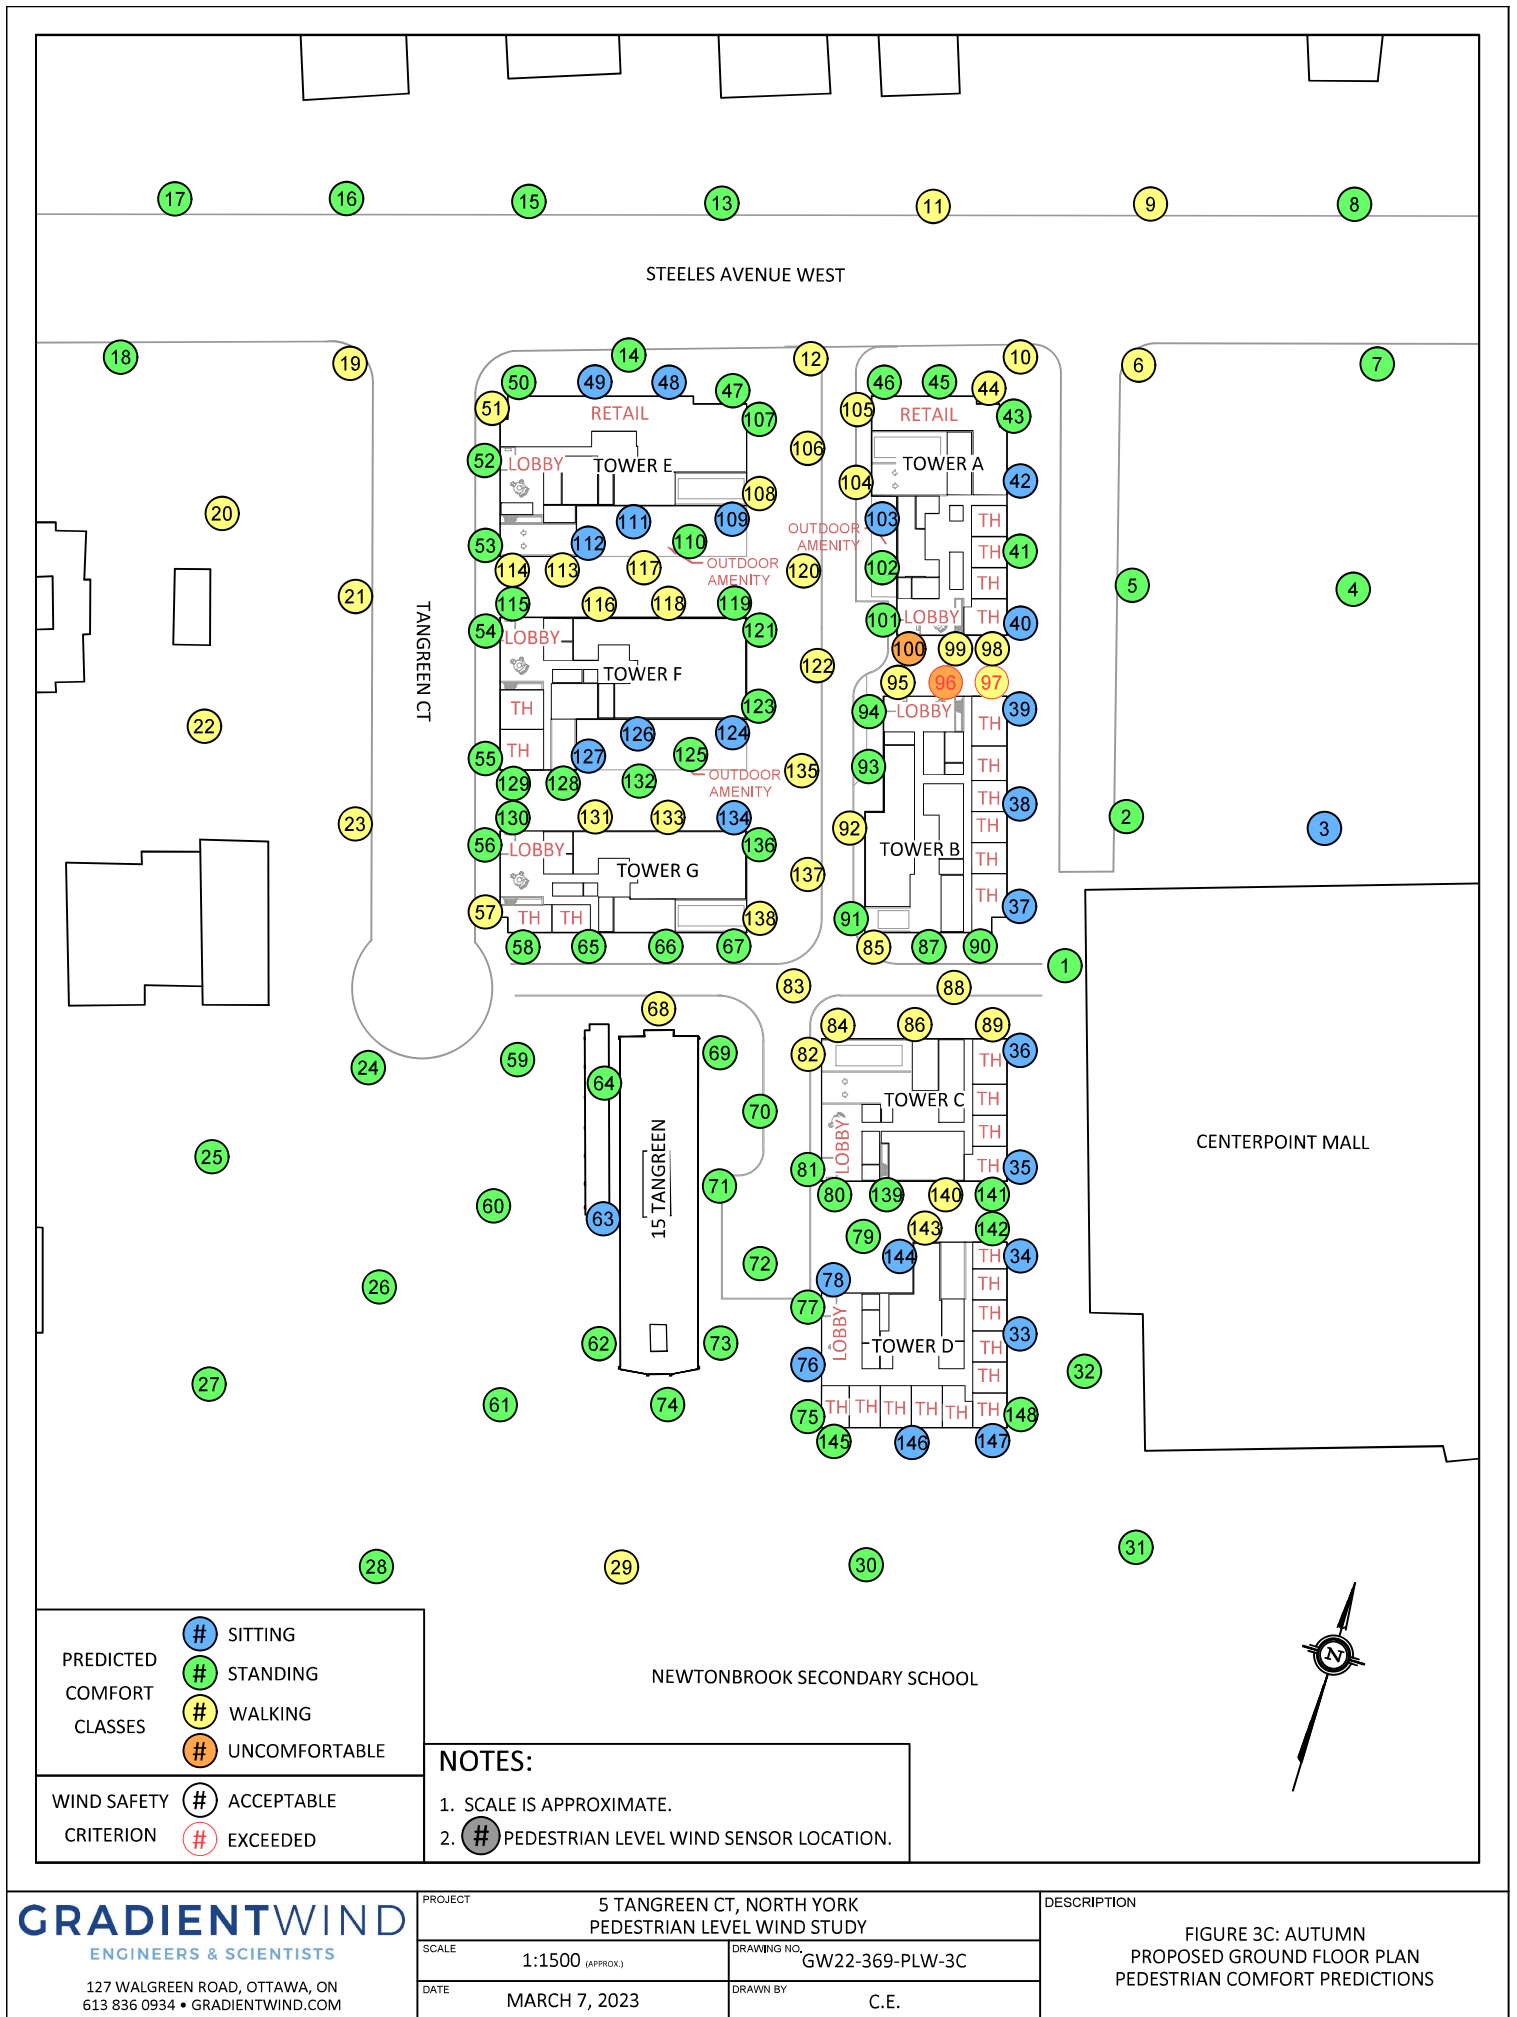 17 16 15 13 11 9 8
STEELES AVENUE WEST
18 19 14 12 10 6 7
50 49 48 47 46 45 44
51 RETAIL 107 105 RETAIL 43
106
52 LOBBY TOWER E 104 TOWER A 42
108
20 111 109 103 TH
53 112 110 OUTDOOR AMENITY TH 41
114 113 117 OUTDOOR AMENITY 120 102 TH 5 4
21 115 116 118 119 101 LOBBY TH 40
54 LOBBY 121 100 99 98
TANGREEN CT
TOWER F 122 95 96 97
TH 123 94 LOBBY TH 39
22 126 124
55 TH 127 125 93 TH
129 128 132 OUTDOOR AMENITY 135 TH 38
23 130 131 133 134 92 TH 2 3
56 LOBBY 136 TOWER B TH
TOWER G 137 TH
57 TH TH 138 91 37
58 65 66 67 85 87 90 1
83 88
68 84 86 89
24 59 69 82 TH 36
64 TOWER C TH
70 TH
25 15 TANGREEN 81 LOBBY TH 35
60 71 80 139 140 141
63 79 143 142
26 72 144 TH 34
78 TH
77 TH
62 73 LOBBY TOWER D TH 33
76 TH 32
27 61 74 75 TH TH TH TH TH TH 148
145 146 147
CENTERPOINT MALL
28 29 30 31
PREDICTED
COMFORT
CLASSES
# SITTING
# STANDING
# WALKING
# UNCOMFORTABLE
WIND SAFETY
CRITERION
# ACCEPTABLE
# EXCEEDED
NEWTONBROOK SECONDARY SCHOOL
N
NOTES:
1. SCALE IS APPROXIMATE.
2. # PEDESTRIAN LEVEL WIND SENSOR LOCATION.
GRADIENTWIND
ENGINEERS & SCIENTISTS
127 WALGREEN ROAD, OTTAWA, ON
613 836 0934 • GRADIENTWIND.COM
PROJECT
5 TANGREEN CT, NORTH YORK
PEDESTRIAN LEVEL WIND STUDY
SCALE
1:1500 (APPROX.)
DRAWING NO.
GW22-369-PLW-3C
DATE
MARCH 7, 2023
DRAWN BY
C.E.
DESCRIPTION
FIGURE 3C: AUTUMN
PROPOSED GROUND FLOOR PLAN
PEDESTRIAN COMFORT PREDICTIONS